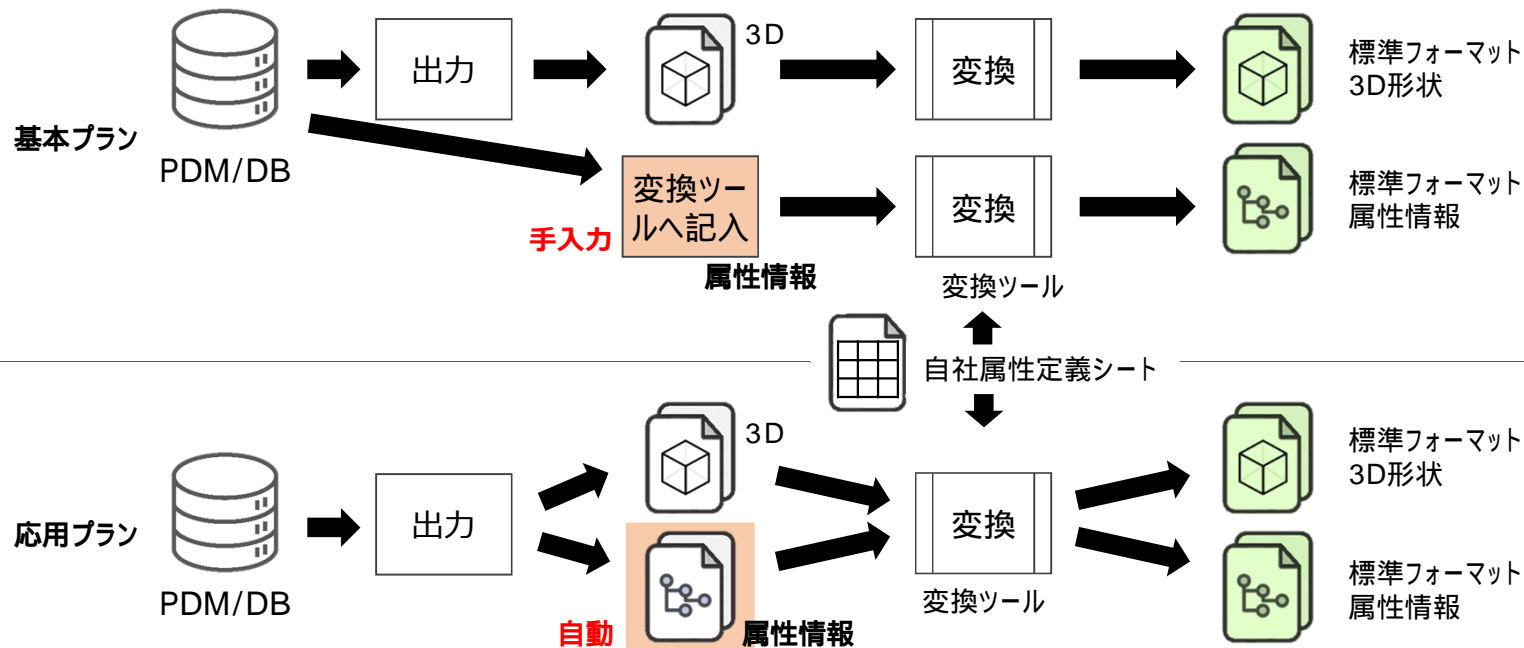 基本プラン
PDM/DB
出力
3D
変換
標準フォーマット
3D形状
手入力
変換ツー
ルへ記入
属性情報
変換
変換ツール
標準フォーマット
属性情報
自社属性定義シート
応用プラン
PDM/DB
出力
3D
自動
属性情報
変換
変換ツール
標準フォーマット
3D形状
標準フォーマット
属性情報